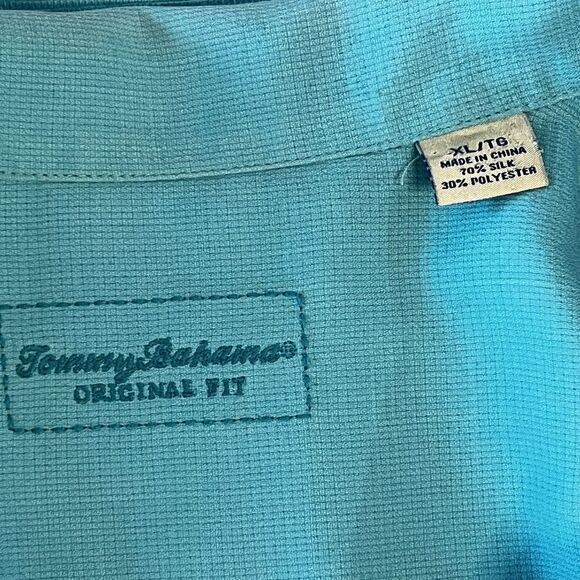 XL/TG
MADE IN CHINA
70% SILK
30% POLYESTER
Tommy Bahama®
ORIGINAL FIT